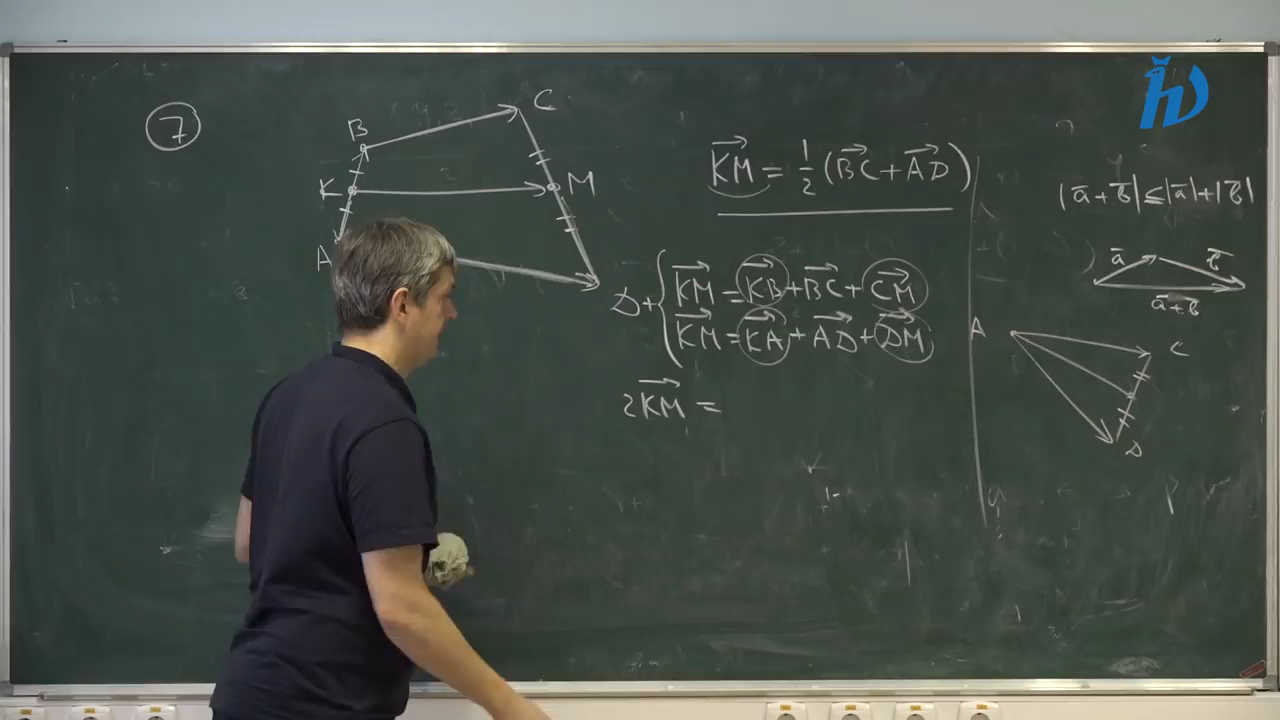 7
B
C
K
M
A
D
KM = 1/2 (BC + AD)
+ { KM = KB + BC + CM
KM = KA + AD + DM
2KM =
|a + b| ≤ |a| + |b|
a
b
a + b
A
C
D